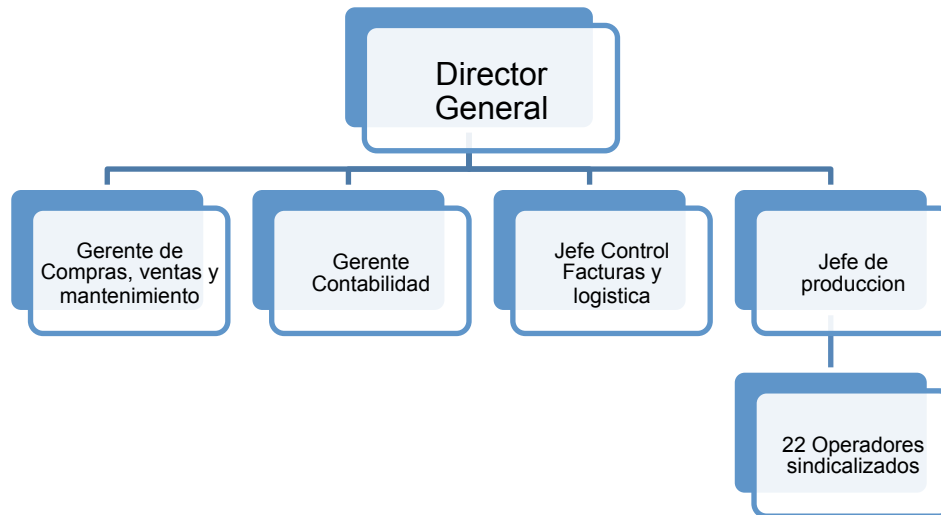 Director
General
Gerente de
Compras, ventas y
mantenimiento
Gerente
Contabilidad
Jefe Control
Facturas y
logistica
Jefe de
produccion
22 Operadores
sindicalizados